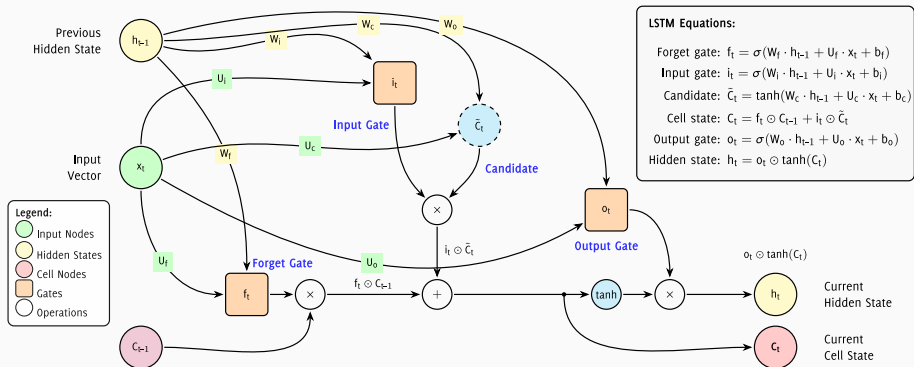 Previous
Hidden State
h_{t-1}
W_c
W_o
W_i
U_i
i_t
Input Gate
C̃_t
Candidate
W_f
U_c
Input
Vector
x_t
×
o_t
Output Gate
i_t ⊙ C̃_t
U_f
U_o
Forget Gate
f_t
×
f_t ⊙ C_{t-1}
+
tanh
×
o_t ⊙ tanh(C_t)
h_t
Current
Hidden State
C_{t-1}
C_t
Current
Cell State
LSTM Equations:
Forget gate: f_t = σ(W_f · h_{t-1} + U_f · x_t + b_f)
Input gate: i_t = σ(W_i · h_{t-1} + U_i · x_t + b_i)
Candidate: C̃_t = tanh(W_c · h_{t-1} + U_c · x_t + b_c)
Cell state: C_t = f_t ⊙ C_{t-1} + i_t ⊙ C̃_t
Output gate: o_t = σ(W_o · h_{t-1} + U_o · x_t + b_o)
Hidden state: h_t = o_t ⊙ tanh(C_t)
Legend:
Input Nodes
Hidden States
Cell Nodes
Gates
Operations